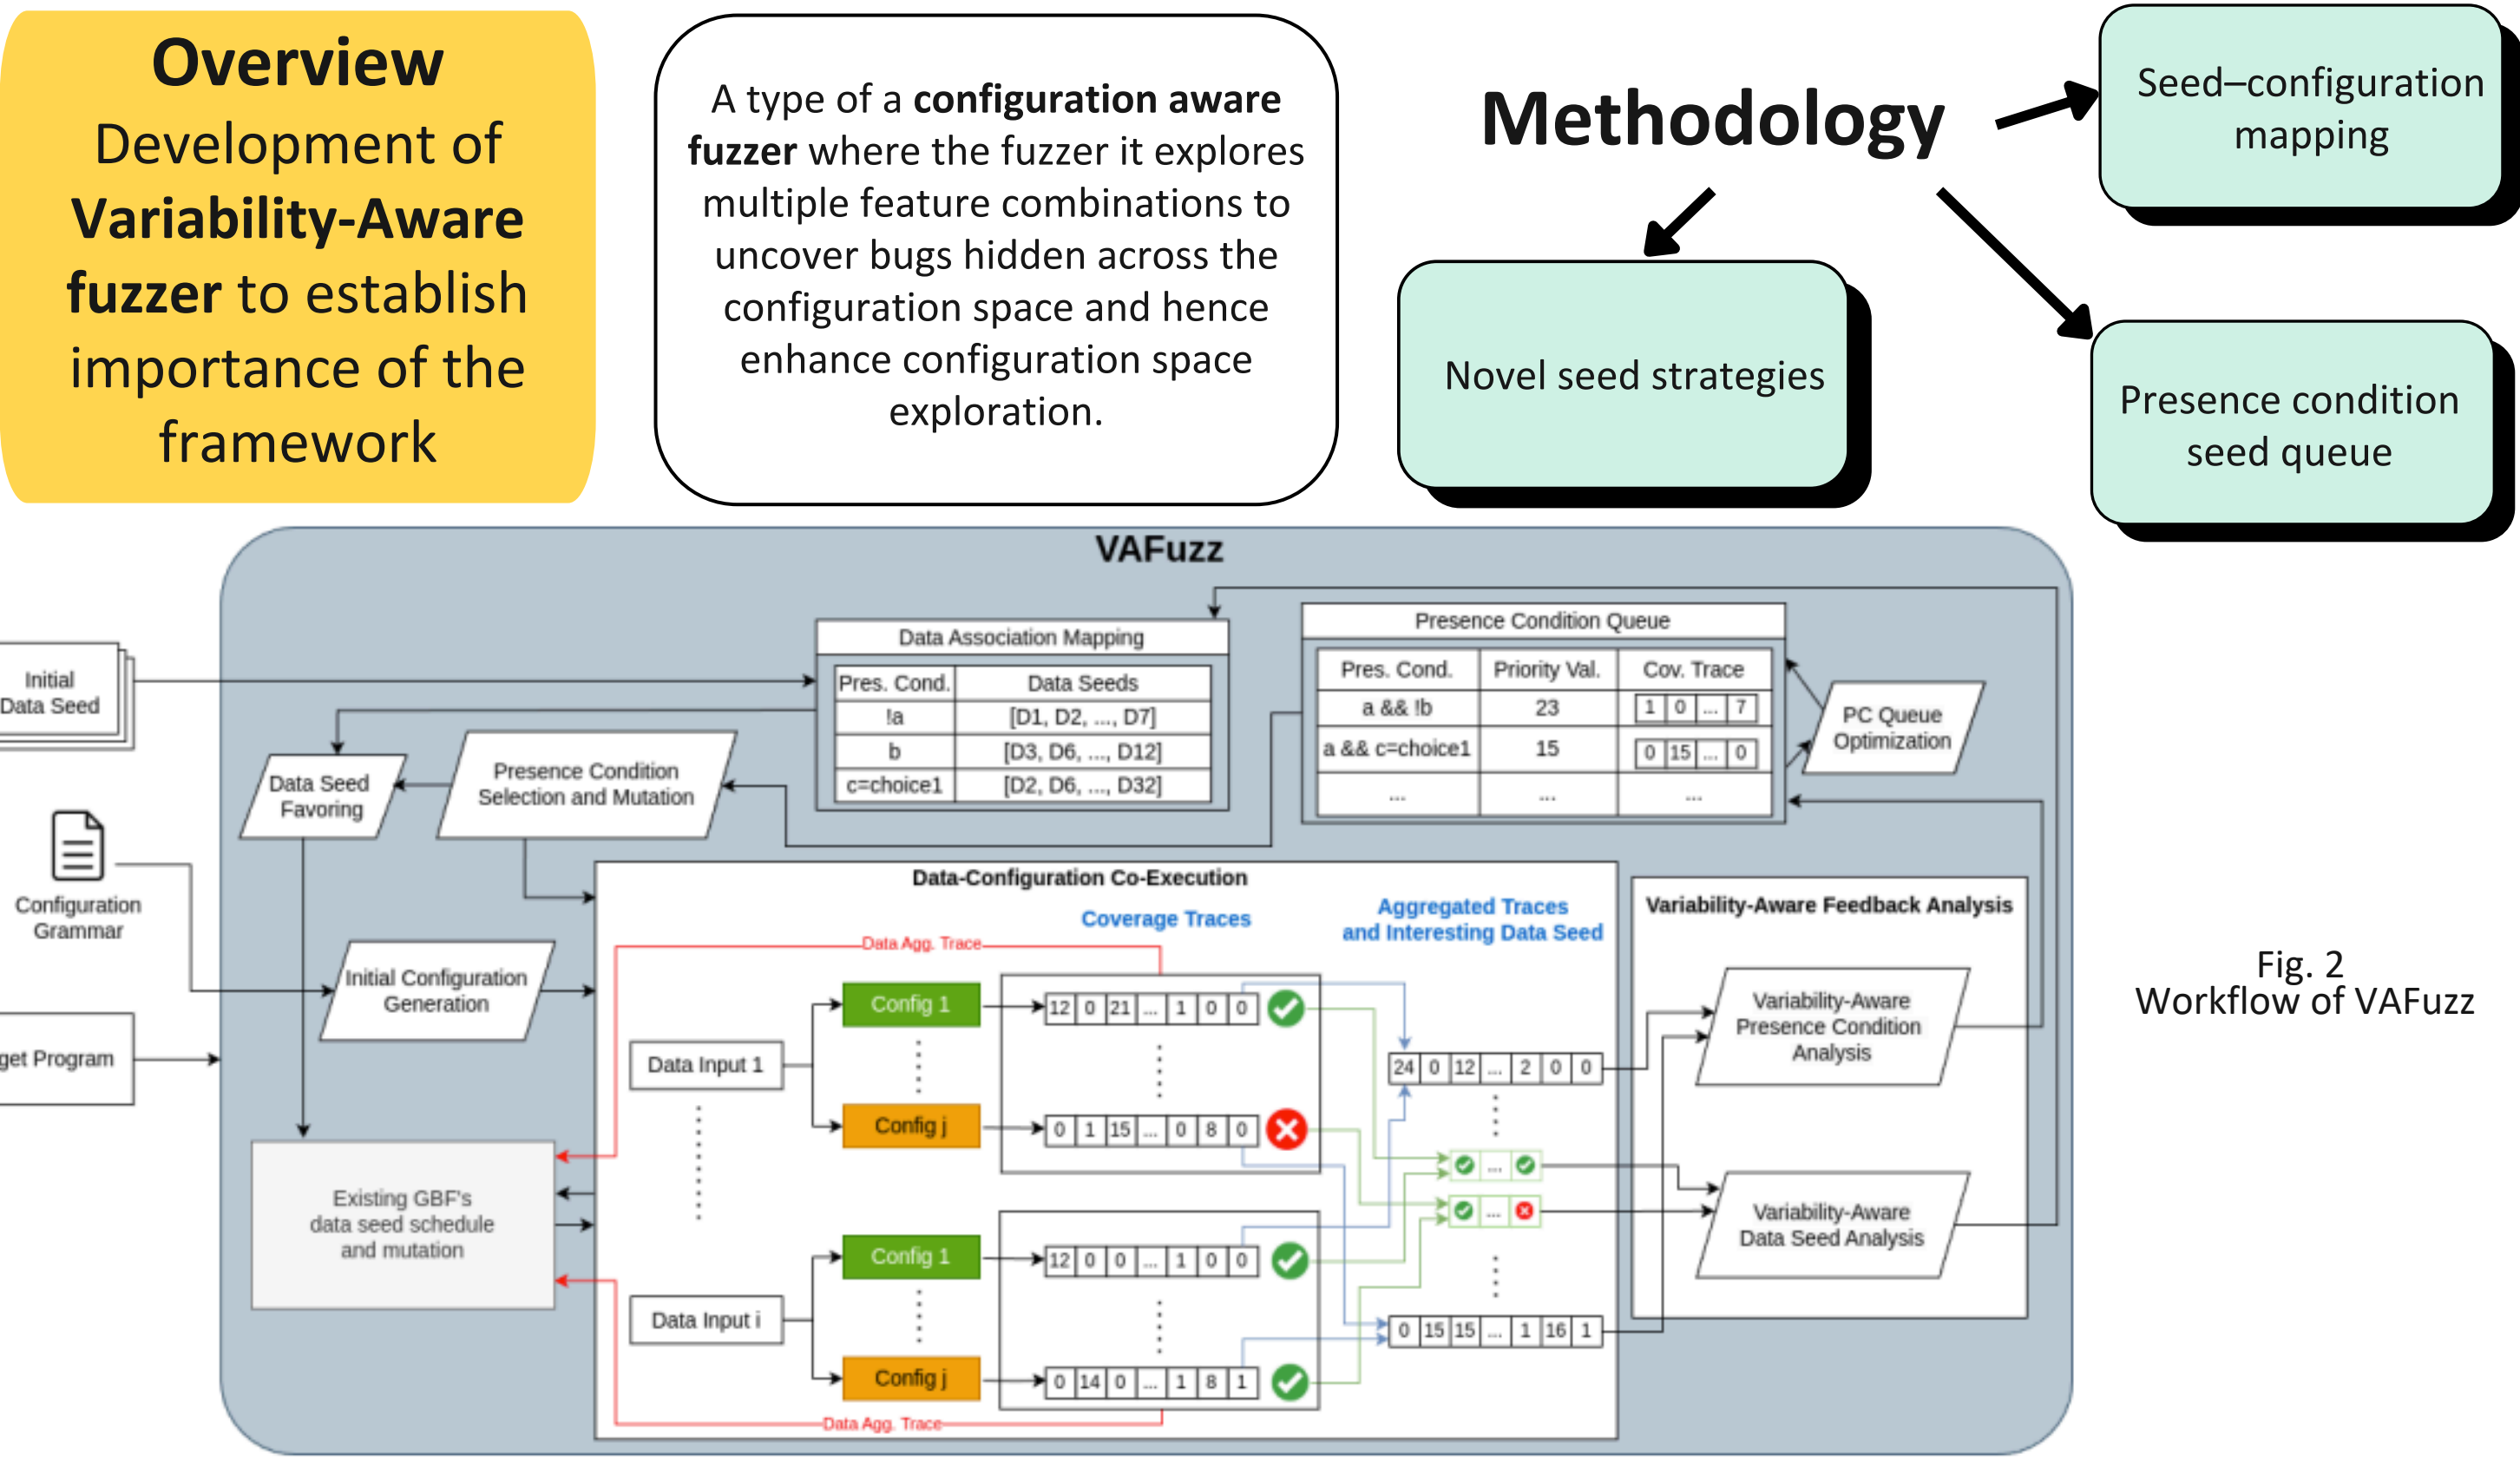 Overview
Development of
Variability-Aware
fuzzer to establish
importance of the
framework
A type of a configuration aware
fuzzer where the fuzzer it explores
multiple feature combinations to
uncover bugs hidden across the
configuration space and hence
enhance configuration space
exploration.
Methodology
Seed–configuration
mapping
Novel seed strategies
Presence condition
seed queue
VAFuzz
Initial
Data Seed
Configuration
Grammar
get Program
Data Association Mapping
Pres. Cond. Data Seeds
!a [D1, D2, ..., D7]
b [D3, D6, ..., D12]
c=choice1 [D2, D6, ..., D32]
Presence Condition Queue
Pres. Cond. Priority Val. Cov. Trace
a && !b 23 1 0 ... 7
a && c=choice1 15 0 15 ... 0
... ... ...
PC Queue
Optimization
Data Seed
Favoring
Presence Condition
Selection and Mutation
Initial Configuration
Generation
Existing GBF's
data seed schedule
and mutation
Data-Configuration Co-Execution
Coverage Traces
Aggregated Traces
and Interesting Data Seed
Data Agg. Trace
Data Input 1
Config 1
12 0 21 ... 1 0 0
Config j
0 1 15 ... 0 8 0
Data Input i
Config 1
12 0 0 ... 1 0 0
Config j
0 14 0 ... 1 8 1
Data Agg. Trace
24 0 12 ... 2 0 0
...
...
0 15 15 ... 1 16 1
Variability-Aware Feedback Analysis
Variability-Aware
Presence Condition
Analysis
Variability-Aware
Data Seed Analysis
Fig. 2
Workflow of VAFuzz